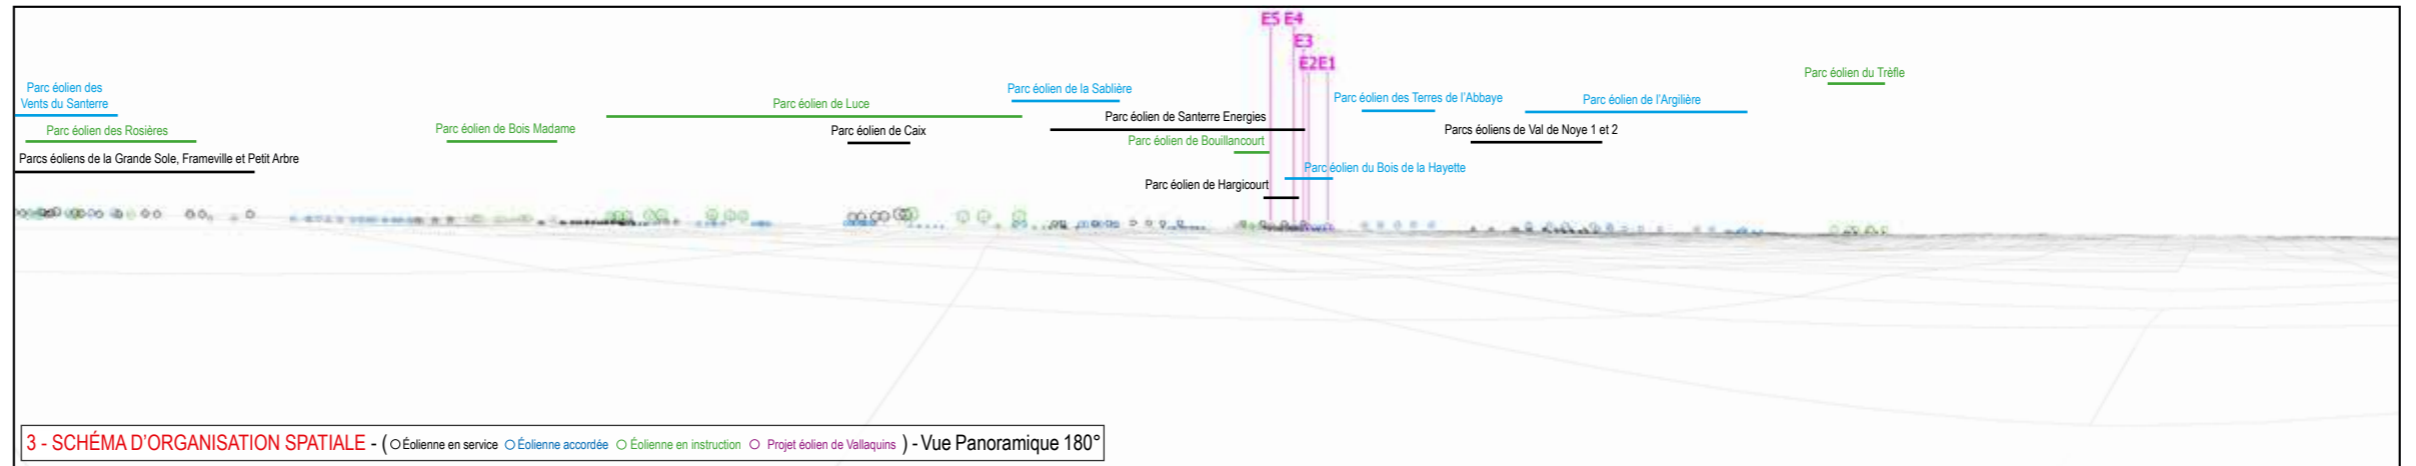 E5 E4
E3
E2E1
Parc éolien du Trèfle
Parc éolien des
Vents du Santerre
Parc éolien de la Sablière
Parc éolien des Terres de l'Abbaye
Parc éolien de l'Argilière
Parc éolien de Luce
Parc éolien de Santerre Energies
Parc éolien des Rosières
Parc éolien de Bois Madame
Parc éolien de Caix
Parcs éoliens de Val de Noye 1 et 2
Parc éolien de Bouillancourt
Parcs éoliens de la Grande Sole, Frameville et Petit Arbre
Parc éolien du Bois de la Hayette
Parc éolien de Hargicourt
3 - SCHÉMA D'ORGANISATION SPATIALE - ( Éolienne en service Éolienne accordée Éolienne en instruction Projet éolien de Vallaquins ) - Vue Panoramique 180°